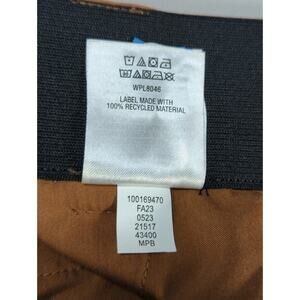 WPL8046
LABEL MADE WITH
100% RECYCLED MATERIAL
100169470
FA23
0523
21517
43400
MPB